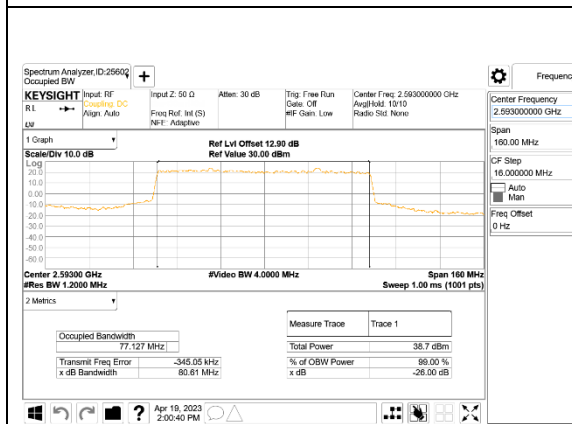 Spectrum Analyzer,ID:25602
Occupied BW
+
Frequenc
KEYSIGHT
RL
Input: RF
Coupling: DC
Align: Auto
Input Z: 50 Ω
Freq Ref: Int (S)
NFE: Adaptive
Atten: 30 dB
Trig: Free Run
Gate: Off
#IF Gain: Low
Center Freq: 2.593000000 GHz
Avg|Hold: 10/10
Radio Std: None
1 Graph
Scale/Div 10.0 dB
Ref Lvl Offset 12.90 dB
Ref Value 30.00 dBm
Log
20.0
10.0
0.00
-10.0
-20.0
-30.0
-40.0
-50.0
-60.0
Center 2.59300 GHz
#Res BW 1.2000 MHz
#Video BW 4.0000 MHz
Span 160 MHz
Sweep 1.00 ms (1001 pts)
2 Metrics
Occupied Bandwidth
77.127 MHz
Transmit Freq Error -345.05 kHz
x dB Bandwidth 80.61 MHz
Measure Trace Trace 1
Total Power 38.7 dBm
% of OBW Power 99.00 %
x dB -26.00 dB
Center Frequency
2.593000000 GHz
Span
160.00 MHz
CF Step
16.000000 MHz
Auto
Man
Freq Offset
0 Hz
?
Apr 19, 2023
2:00:40 PM